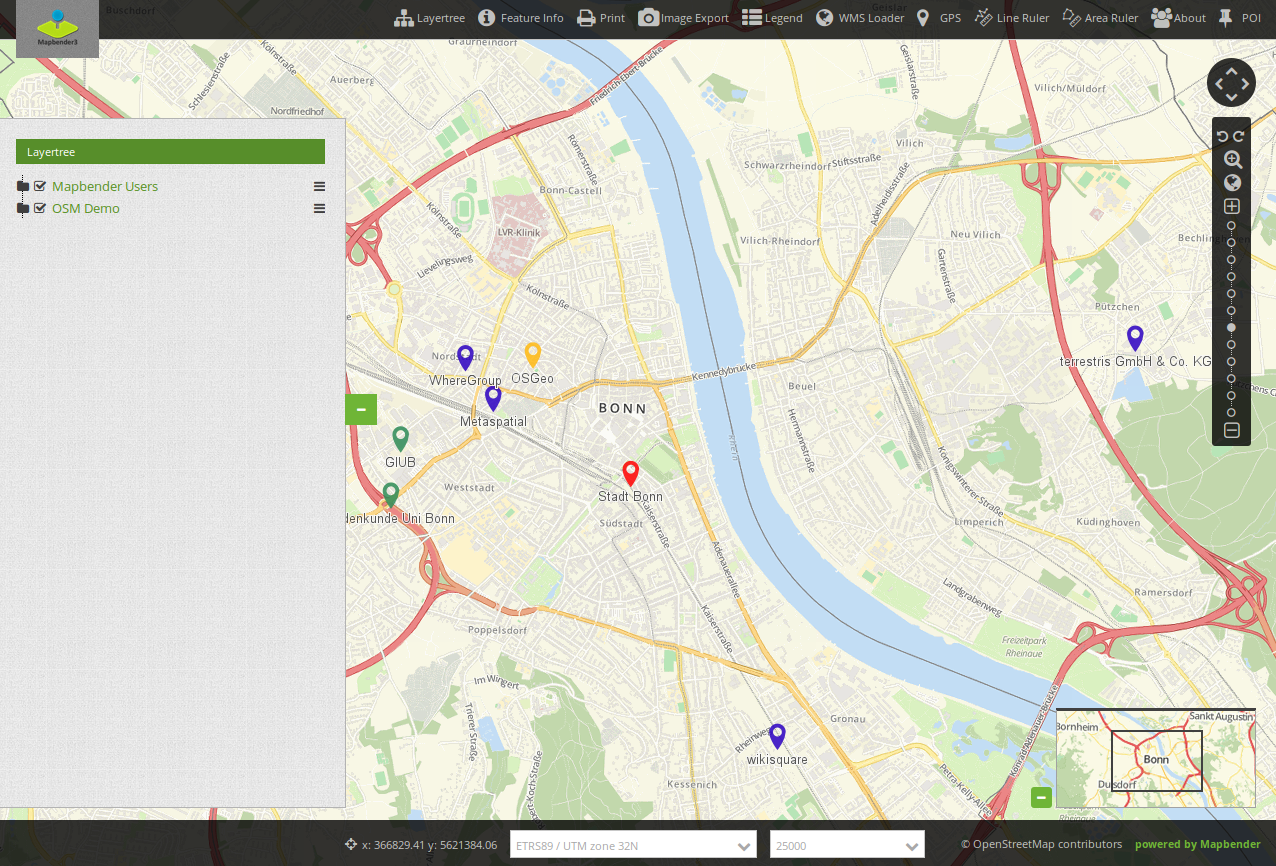 Layertree Feature Info Print Image Export Legend WMS Loader GPS Line Ruler Area Ruler About POI
Mapbender3
Buschdorf
Geislar
Graurheindorf
Kölnstraße
Auerberg
Schlesienstraße
Nordfriedhof
Friedrich-Ebert-Brücke
Geislarstraße
Vilich/Müldorf
Layertree
Mapbender Users
OSM Demo
Römerstraße
Vilich
Schwarzrheindorf
Stiftsstraße
Bonn-Castell
Adelheidisstraße
Kölnstraße
LVR-Klinik
Vilich-Rheindorf
Neu Vilich
Bechlinghoven
Lievelingsweg
Gartenstraße
Kölnstraße
Pützchen
Nordstadt
WhereGroup
OSGeo
terrestris GmbH & Co. KG
Kennedybrücke
Beuel
Metaspatial
BONN
Hermannstraße
Rhein
GIUB
Königswinterer Straße
Weststadt
Stadt Bonn
denkunde Uni Bonn
Südstadt
Kaiserstraße
Limperich
Küdinghoven
Adenauerallee
Landgrabenweg
Ramersdorf
Kaiserstraße
Poppelsdorf
Freizeitpark
Rheinaue
Im Wingert
Trierer Straße
Konrad-Adenauer-Brücke
Gronau
Rheinweg
wikisquare
Kessenich
Petra-Kelly-Allee
Sankt Augustin
Bornheim
Bonn
Duisdorf
x: 366829.41 y: 5621384.06
ETRS89 / UTM zone 32N
25000
© OpenStreetMap contributors
powered by Mapbender